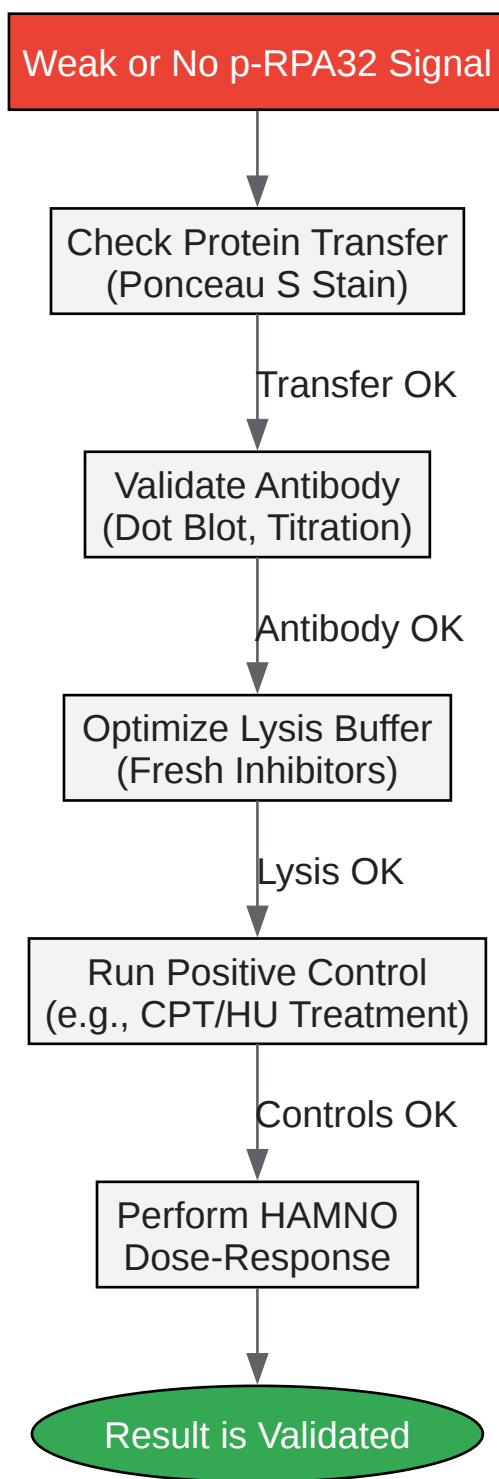 Weak or No p-RPA32 Signal
Check Protein Transfer
(Ponceau S Stain)
Transfer OK
Validate Antibody
(Dot Blot, Titration)
Antibody OK
Optimize Lysis Buffer
(Fresh Inhibitors)
Lysis OK
Run Positive Control
(e.g., CPT/HU Treatment)
Controls OK
Perform HAMNO
Dose-Response
Result is Validated